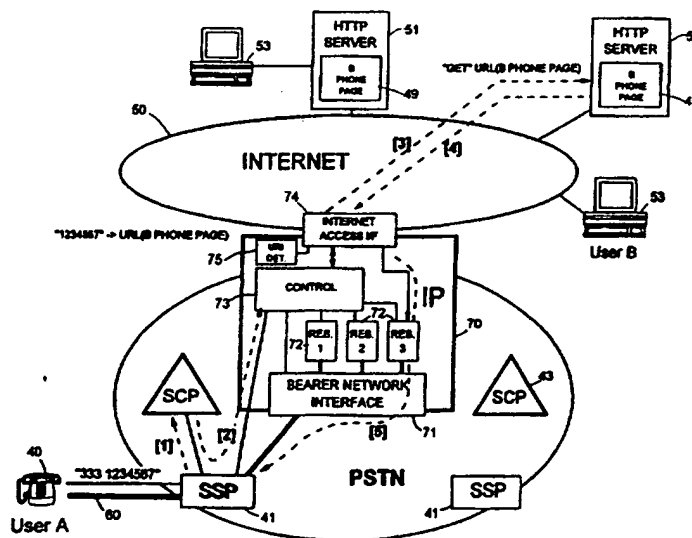 51
HTTP
SERVER
B
PHONE
PAGE
49
53
HTTP
SERVER
B
PHONE
PAGE
"GET" URL(B PHONE PAGE)
50
[3]
[4]
INTERNET
53
User B
74
INTERNET
ACCESS I/F
"1234567" -> URL(B PHONE PAGE)
75
DET.
73
CONTROL
IP
72
72
RES.
1
RES.
2
RES.
3
70
BEARER NETWORK
INTERFACE
71
SCP
SCP
43
[1]
[2]
[5]
PSTN
40
"333 1234567"
SSP
SSP
User A
60
41
41